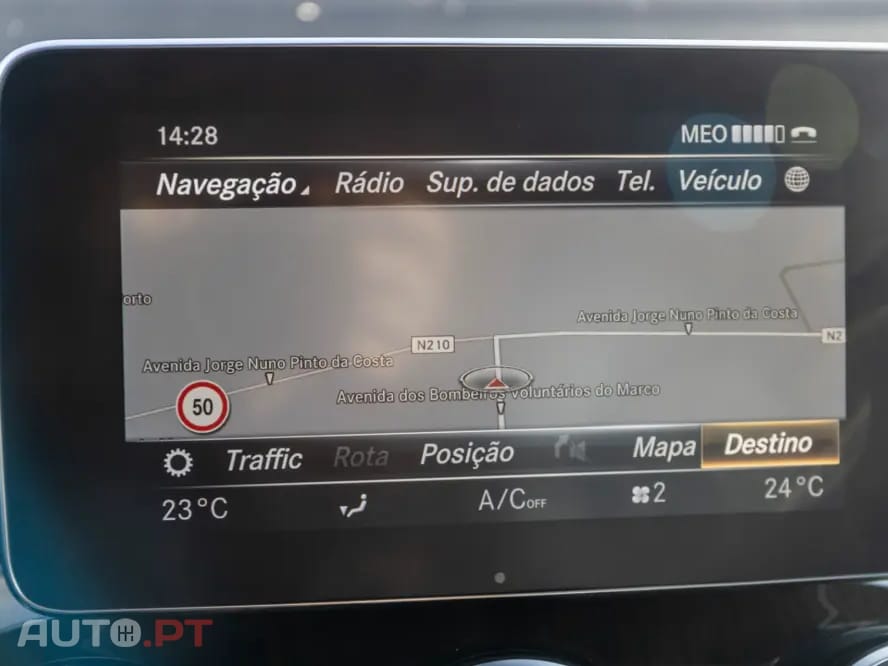 14:28 MEO
Navegação Rádio Sup. de dados Tel. Veículo
orto
Avenida Jorge Nuno Pinto da Costa
N210
N2
Avenida Jorge Nuno Pinto da Costa
50
Avenida dos Bombeiros Voluntários do Marco
Traffic Rota Posição Mapa Destino
23°C A/C OFF 2 24°C
AUTO.PT